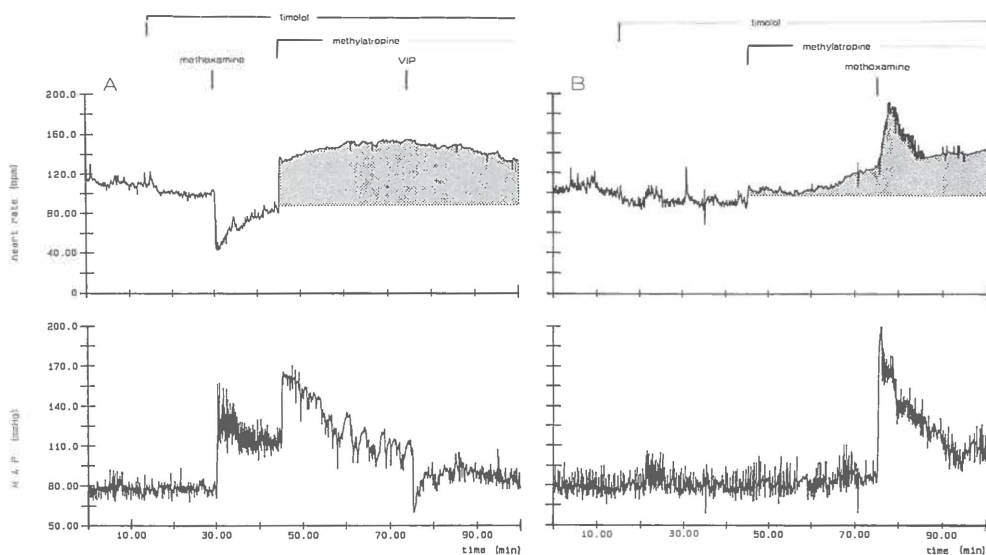 timolol
methylatropine
methoxamine VIP
A
200.0
160.0
120.0
80.00
40.00
0
heart rate (bpm)
200.0
170.0
140.0
110.0
80.00
50.00
M A P (mmHg)
10.00 30.00 50.00 70.00 90.00
time (min)
timolol
methylatropine
methoxamine
B
10.00 30.00 50.00 70.00 90.00
time (min)